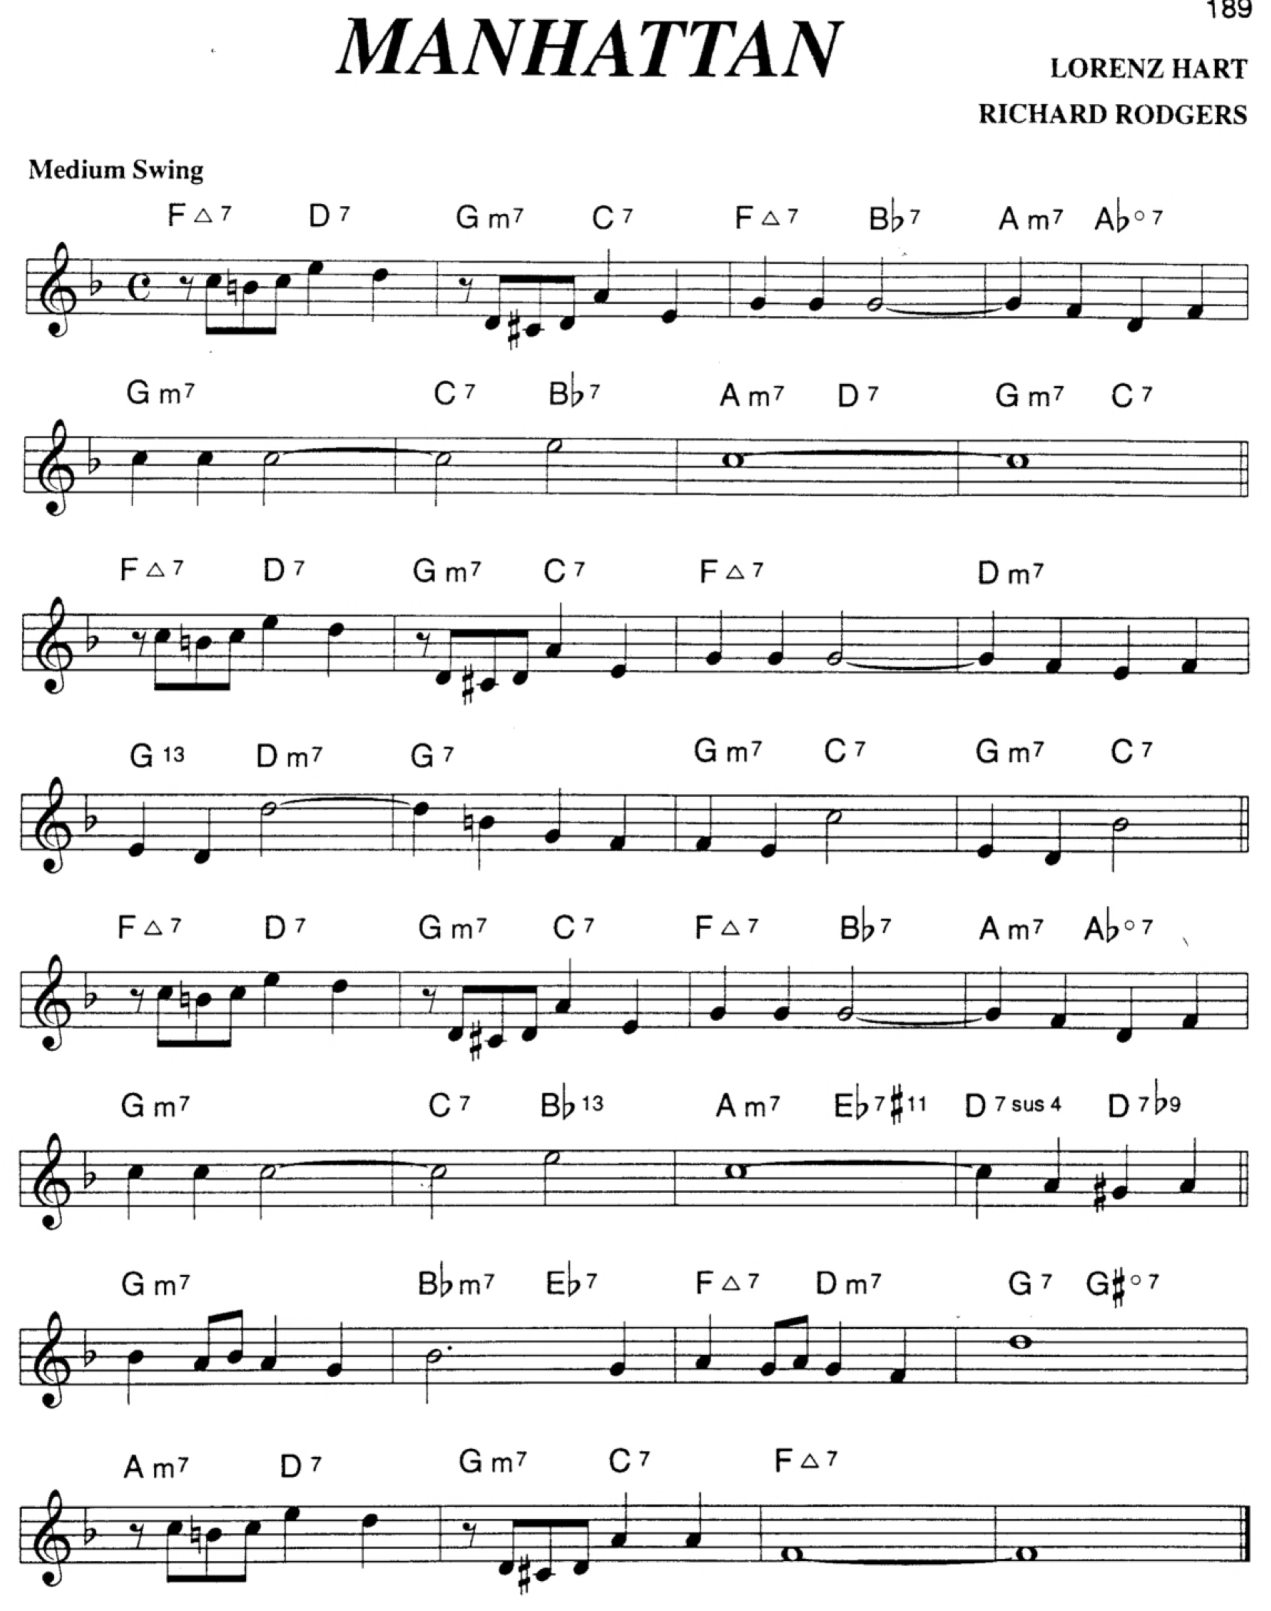 189
MANHATTAN
LORENZ HART
RICHARD RODGERS
Medium Swing
F△7 D7 Gm7 C7 F△7 B♭7 Am7 A♭°7
Gm7 C7 B♭7 Am7 D7 Gm7 C7
F△7 D7 Gm7 C7 F△7 Dm7
G13 Dm7 G7 Gm7 C7 Gm7 C7
F△7 D7 Gm7 C7 F△7 B♭7 Am7 A♭°7
Gm7 C7 B♭13 Am7 E♭7♯11 D7sus4 D7♭9
Gm7 B♭m7 E♭7 F△7 Dm7 G7 G♯°7
Am7 D7 Gm7 C7 F△7